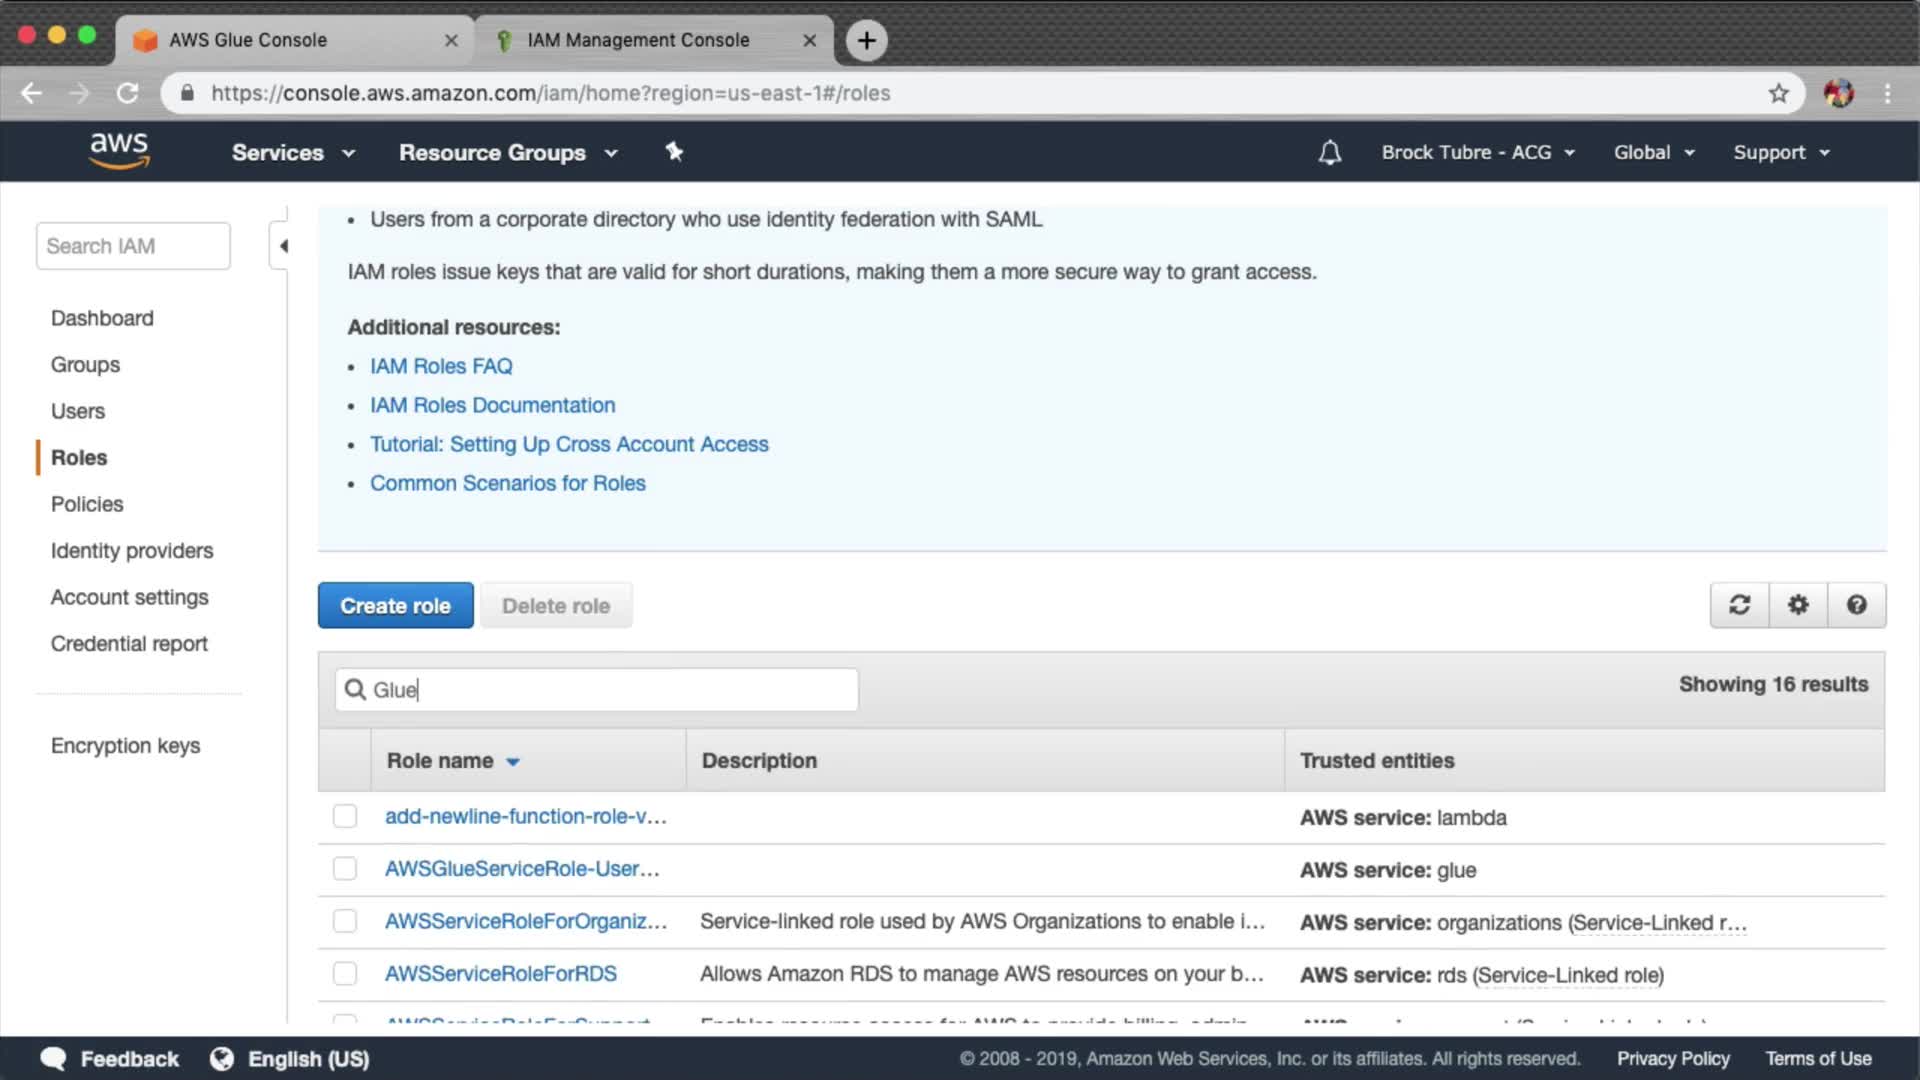 AWS Glue Console
IAM Management Console
https://console.aws.amazon.com/iam/home?region=us-east-1#/roles
aws
Services
Resource Groups
Brock Tubre - ACG
Global
Support
Search IAM
Dashboard
Groups
Users
Roles
Policies
Identity providers
Account settings
Credential report
Encryption keys
• Users from a corporate directory who use identity federation with SAML
IAM roles issue keys that are valid for short durations, making them a more secure way to grant access.
Additional resources:
• IAM Roles FAQ
• IAM Roles Documentation
• Tutorial: Setting Up Cross Account Access
• Common Scenarios for Roles
Create role
Delete role
Glue
Showing 16 results
Role name
Description
Trusted entities
add-newline-function-role-v...
AWS service: lambda
AWSGlueServiceRole-User...
AWS service: glue
AWSServiceRoleForOrganiz...
Service-linked role used by AWS Organizations to enable i...
AWS service: organizations (Service-Linked r...
AWSServiceRoleForRDS
Allows Amazon RDS to manage AWS resources on your b...
AWS service: rds (Service-Linked role)
AWSServiceRoleForSupport
Feedback
English (US)
© 2008 - 2019, Amazon Web Services, Inc. or its affiliates. All rights reserved.
Privacy Policy
Terms of Use